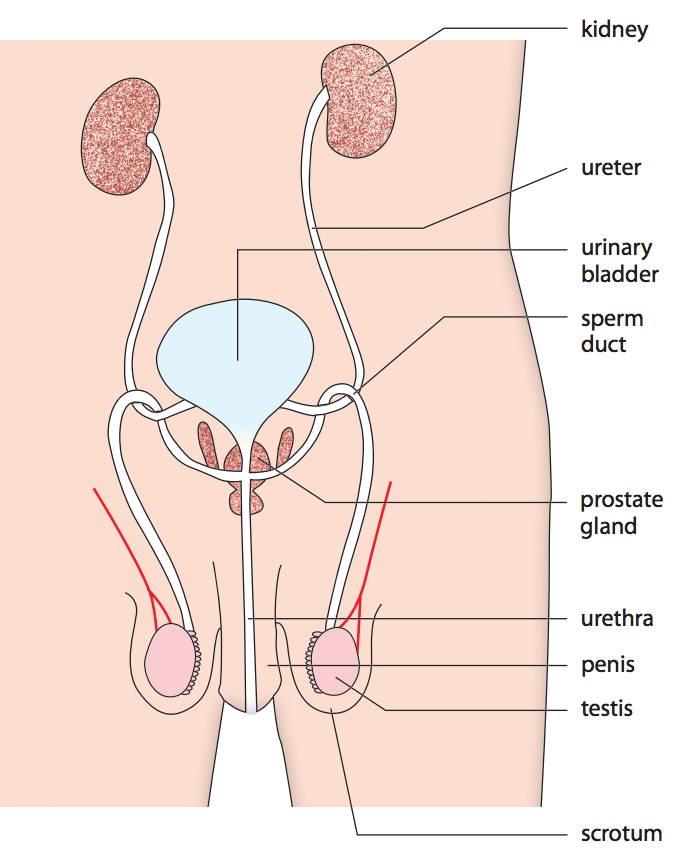 kidney
ureter
urinary
bladder
sperm
duct
prostate
gland
urethra
penis
testis
scrotum